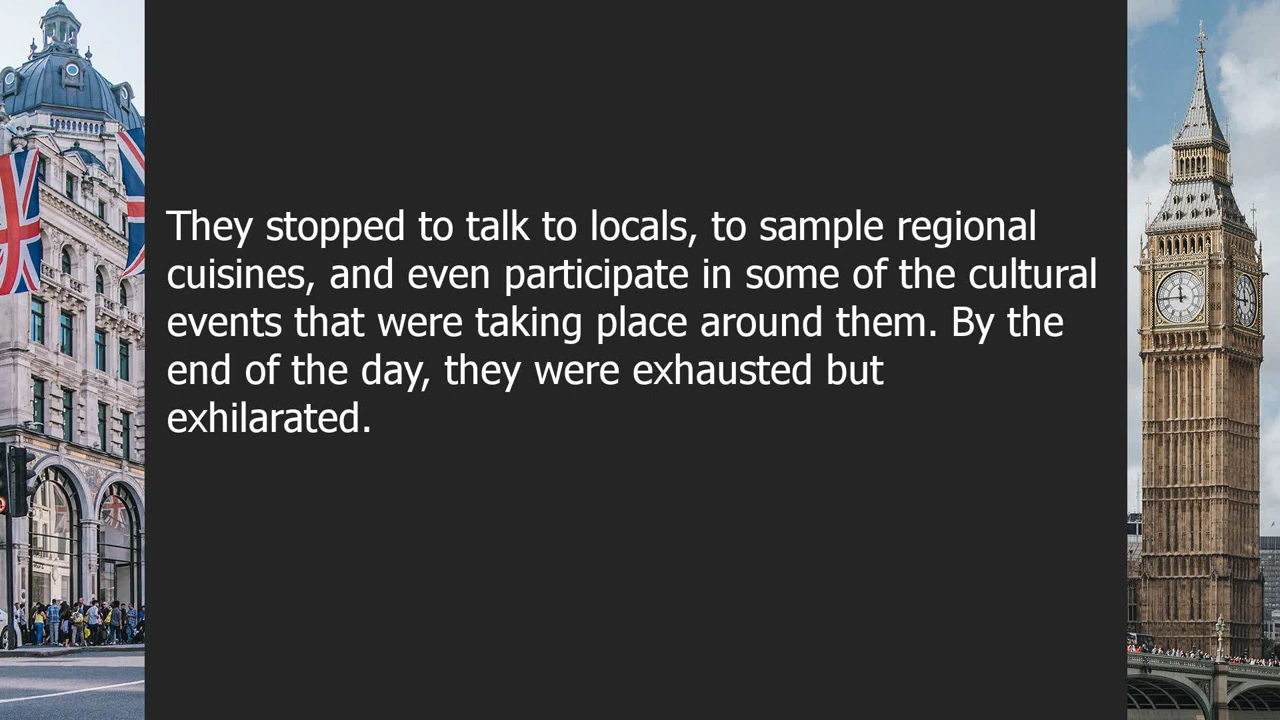 They stopped to talk to locals, to sample regional
cuisines, and even participate in some of the cultural
events that were taking place around them. By the
end of the day, they were exhausted but
exhilarated.